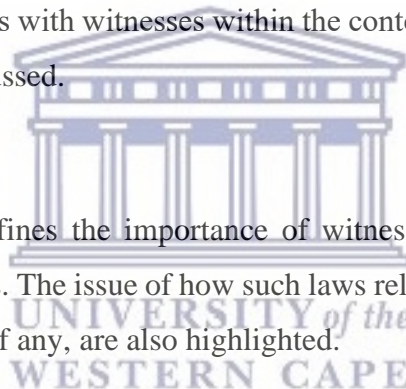 s with witnesses within the conte
ussed.
fines the importance of witnes
. The issue of how such laws rel
UNIVERSITY of the
f any, are also highlighted.
WESTERN CAPE